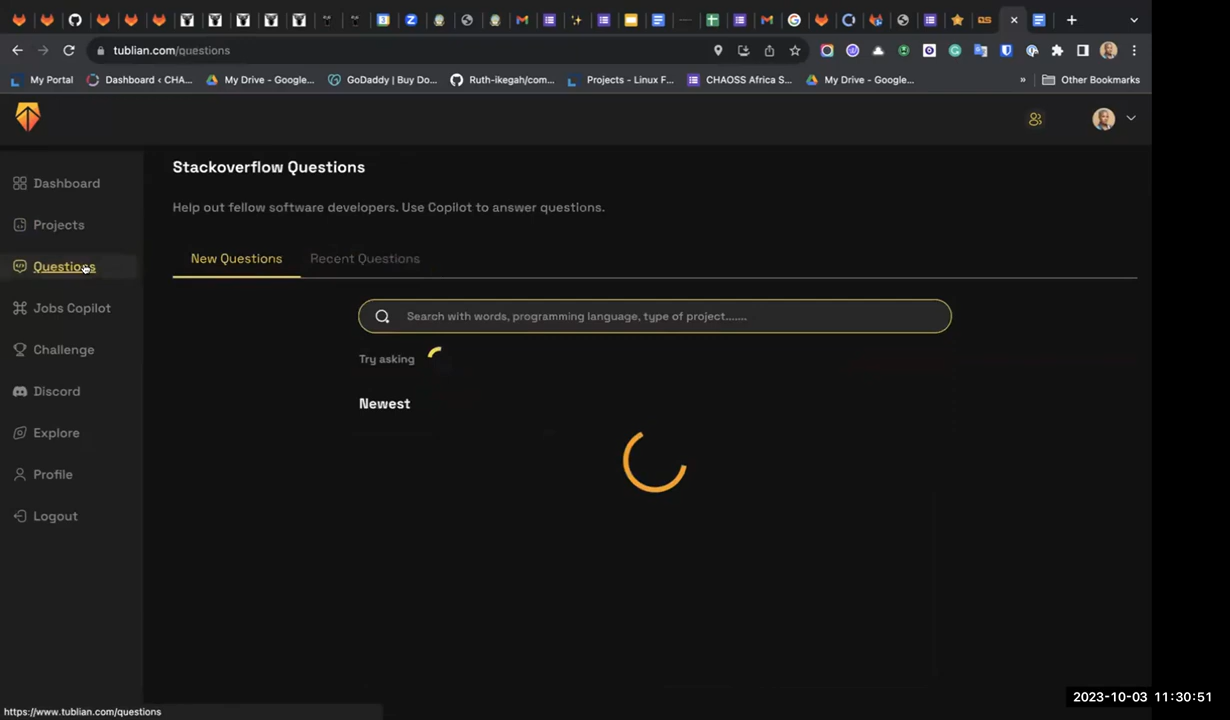 tublian.com/questions
My Portal
Dashboard ‹ CHA...
My Drive - Google...
GoDaddy | Buy Do...
Ruth-ikegah/com...
Projects - Linux F...
CHAOSS Africa S...
My Drive - Google...
»
Other Bookmarks
Dashboard
Projects
Questions
Jobs Copilot
Challenge
Discord
Explore
Profile
Logout
Stackoverflow Questions
Help out fellow software developers. Use Copilot to answer questions.
New Questions
Recent Questions
Search with words, programming language, type of project.......
Try asking
Newest
https://www.tublian.com/questions
2023-10-03 11:30:51